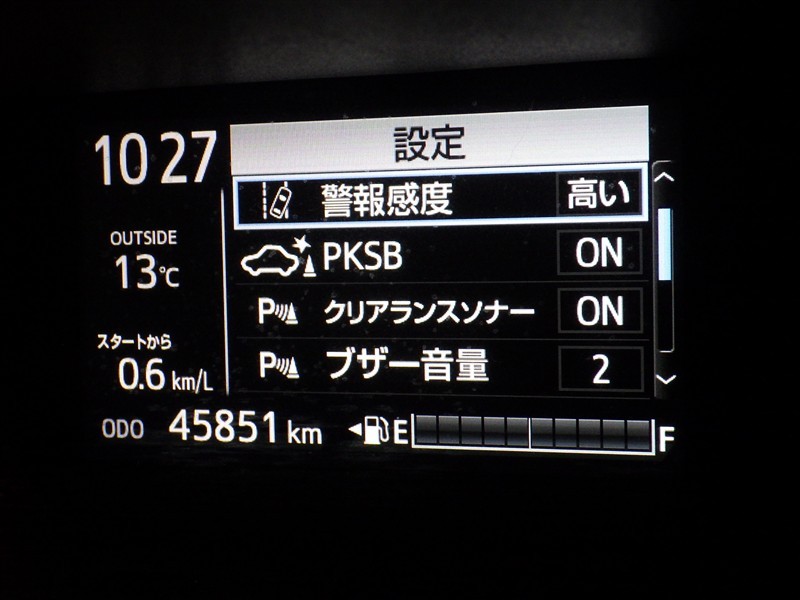 10 27
OUTSIDE
13℃
スタートから
0.6 km/L
設定
警報感度 高い
PKSB ON
P クリアランスソナー ON
P ブザー音量 2
ODO 45851 km
E F